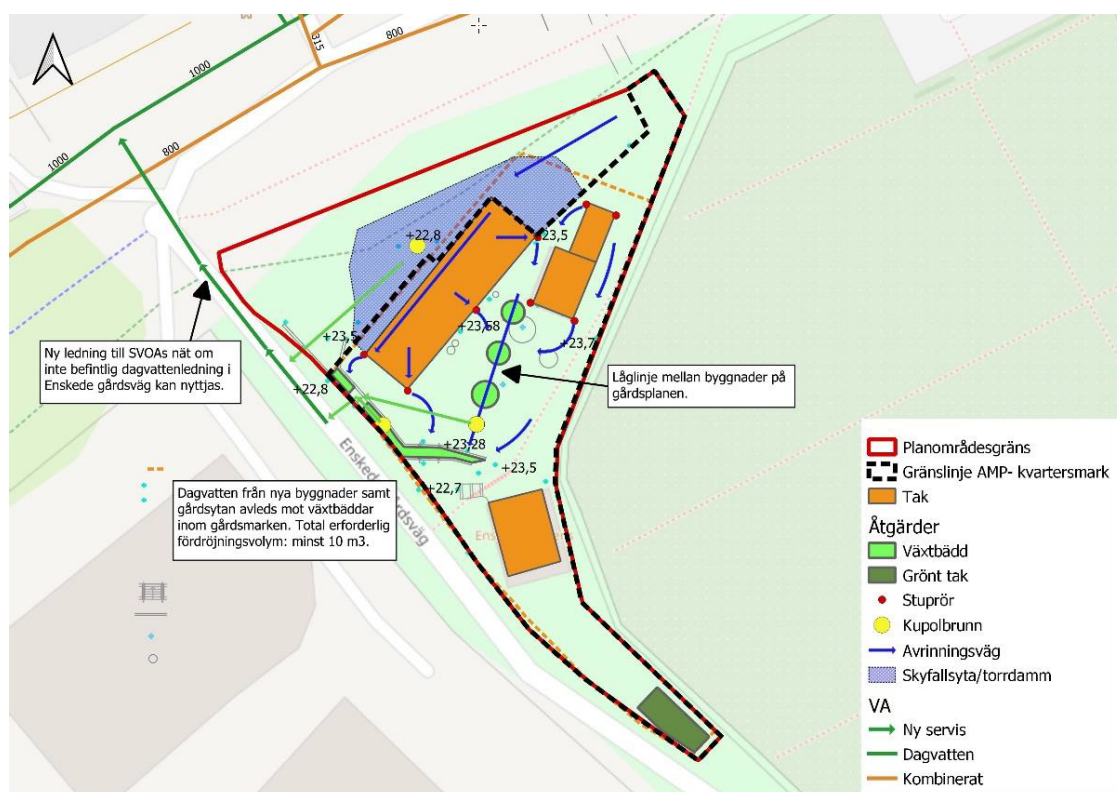 1000
315
800
1000
800
+22,8
+23,5
+23,5
+23,58
+23,7
+22,8
+23,28
+23,5
+22,7
Ny ledning till SVOAs nät om
inte befintlig dagvattenledning i
Enskede gårdsväg kan nyttjas.
Låglinje mellan byggnader på
gårdsplanen.
Dagvatten från nya byggnader samt
gårdsytan avleds mot växtbäddar
inom gårdsmarken. Total erforderlig
fördröjningsvolym: minst 10 m3.
Enskede gårdsväg
Ens
Planområdesgräns
Gränslinje AMP- kvartersmark
Tak
Åtgärder
Växtbädd
Grönt tak
Stuprör
Kupolbrunn
Avrinningsväg
Skyfallsyta/torrdamm
VA
Ny servis
Dagvatten
Kombinerat